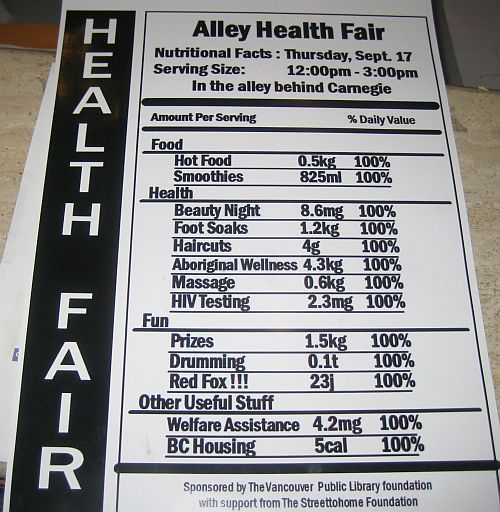 HEALTH FAIR
Alley Health Fair
Nutritional Facts : Thursday, Sept. 17
Serving Size: 12:00pm - 3:00pm
In the alley behind Carnegie
Amount Per Serving % Daily Value
Food
Hot Food 0.5kg 100%
Smoothies 825ml 100%
Health
Beauty Night 8.6mg 100%
Foot Soaks 1.2kg 100%
Haircuts 4g 100%
Aboriginal Wellness 4.3kg 100%
Massage 0.6kg 100%
HIV Testing 2.3mg 100%
Fun
Prizes 1.5kg 100%
Drumming 0.1t 100%
Red Fox !!! 23j 100%
Other Useful Stuff
Welfare Assistance 4.2mg 100%
BC Housing 5cal 100%
Sponsored by The Vancouver Public Library foundation
with support from The Streettohome Foundation